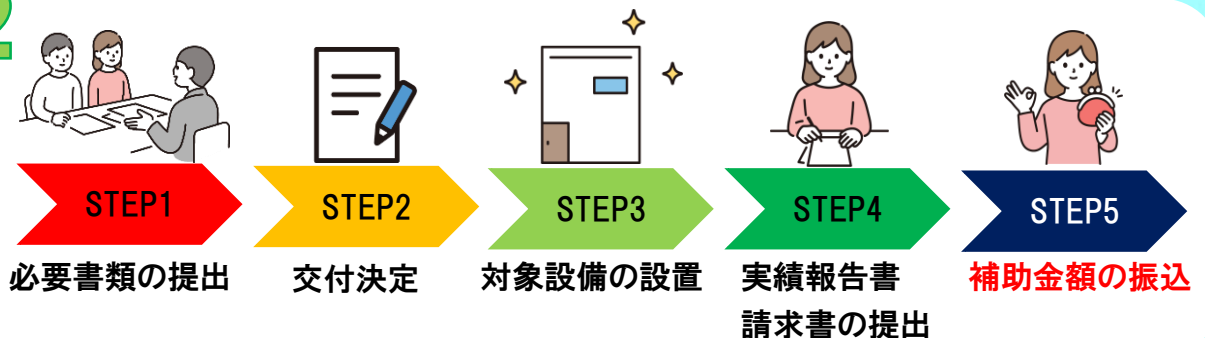 STEP1
必要書類の提出
STEP2
交付決定
STEP3
対象設備の設置
STEP4
実績報告書
請求書の提出
STEP5
補助金額の振込